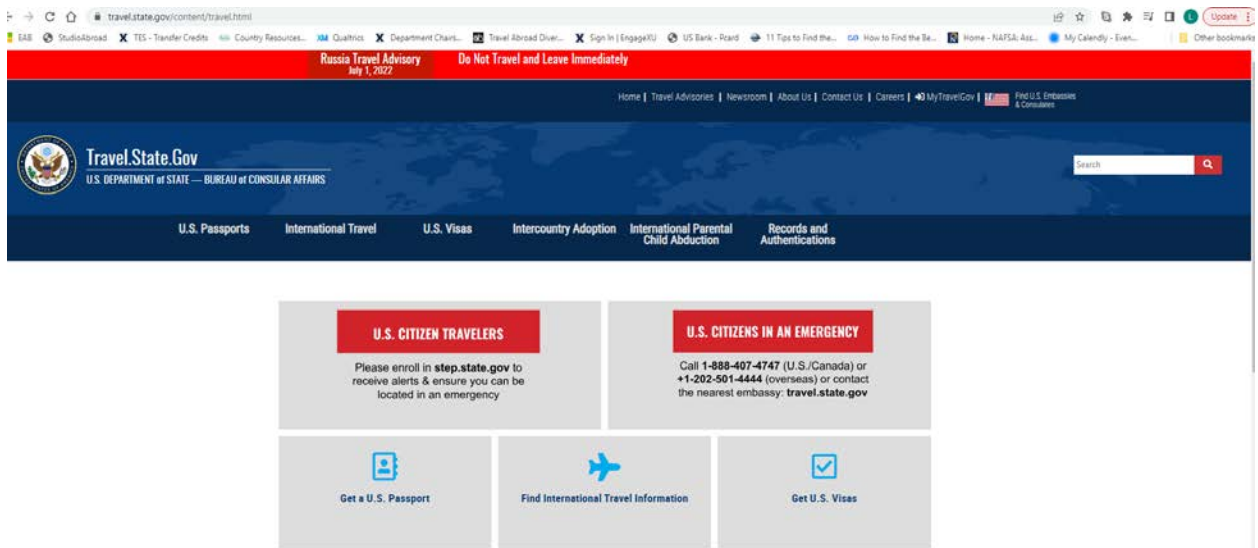 travel.state.gov/content/travel.html
Update
EAB StudioAbroad TES - Transfer Credits Country Resources... Qualtrics Department Chairs... Travel Abroad Diver... Sign In | EngageXU US Bank - Pcard 11 Tips to Find the... How to Find the Be... Home - NAFSA: Ass... My Calendly - Even... Other bookmarks
Russia Travel Advisory Do Not Travel and Leave Immediately
July 1, 2022
Home | Travel Advisories | Newsroom | About Us | Contact Us | Careers | MyTravelGov | Find U.S. Embassies
& Consulates
Travel.State.Gov
U.S. DEPARTMENT of STATE — BUREAU of CONSULAR AFFAIRS
Search
U.S. Passports International Travel U.S. Visas Intercountry Adoption International Parental Records and
Child Abduction Authentications
U.S. CITIZEN TRAVELERS
Please enroll in step.state.gov to
receive alerts & ensure you can be
located in an emergency
U.S. CITIZENS IN AN EMERGENCY
Call 1-888-407-4747 (U.S./Canada) or
+1-202-501-4444 (overseas) or contact
the nearest embassy: travel.state.gov
Get a U.S. Passport
Find International Travel Information
Get U.S. Visas